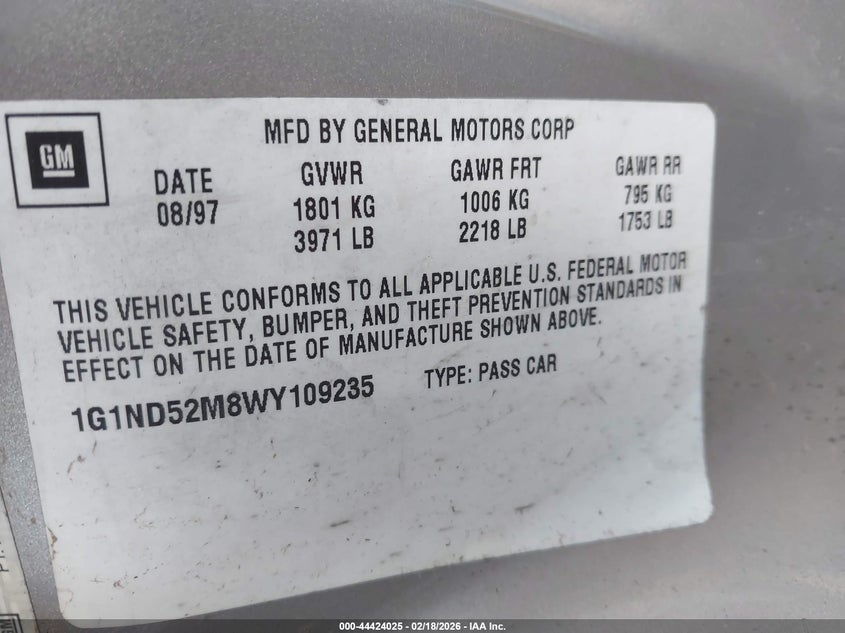 GM
MFD BY GENERAL MOTORS CORP
DATE GVWR GAWR FRT GAWR RR
08/97 1801 KG 1006 KG 795 KG
3971 LB 2218 LB 1753 LB
THIS VEHICLE CONFORMS TO ALL APPLICABLE U.S. FEDERAL MOTOR
VEHICLE SAFETY, BUMPER, AND THEFT PREVENTION STANDARDS IN
EFFECT ON THE DATE OF MANUFACTURE SHOWN ABOVE.
1G1ND52M8WY109235 TYPE: PASS CAR
GM
000-44424025 — 02/18/2026 — IAA Inc.